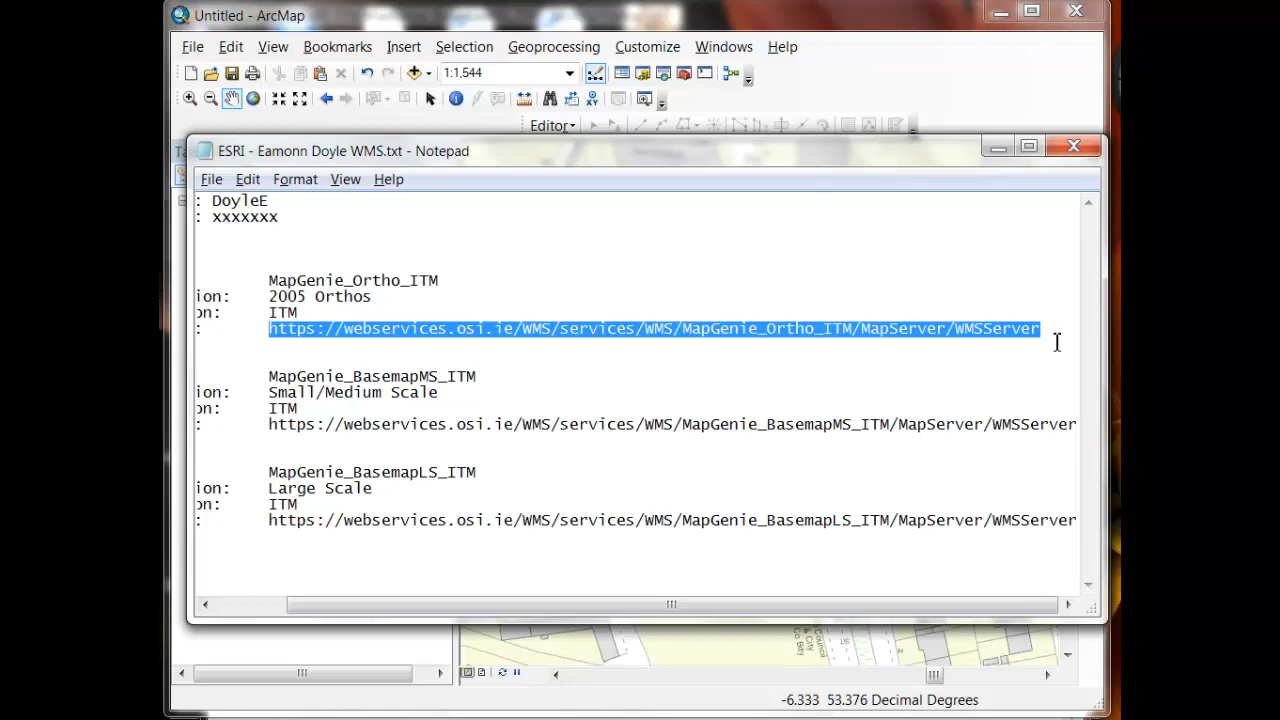 Untitled - ArcMap
File Edit View Bookmarks Insert Selection Geoprocessing Customize Windows Help
1:1,544
Editor
ESRI - Eamonn Doyle WMS.txt - Notepad
File Edit Format View Help
: DoyleE
: xxxxxxx
MapGenie_Ortho_ITM
ion: 2005 Orthos
on: ITM
: https://webservices.osi.ie/WMS/services/WMS/MapGenie_Ortho_ITM/MapServer/WMSServer
MapGenie_BasemapMS_ITM
ion: Small/Medium Scale
on: ITM
: https://webservices.osi.ie/WMS/services/WMS/MapGenie_BasemapMS_ITM/MapServer/WMSServer
MapGenie_BasemapLS_ITM
ion: Large Scale
on: ITM
: https://webservices.osi.ie/WMS/services/WMS/MapGenie_BasemapLS_ITM/MapServer/WMSServer
Council
& City
Co Bdy
-6.333 53.376 Decimal Degrees